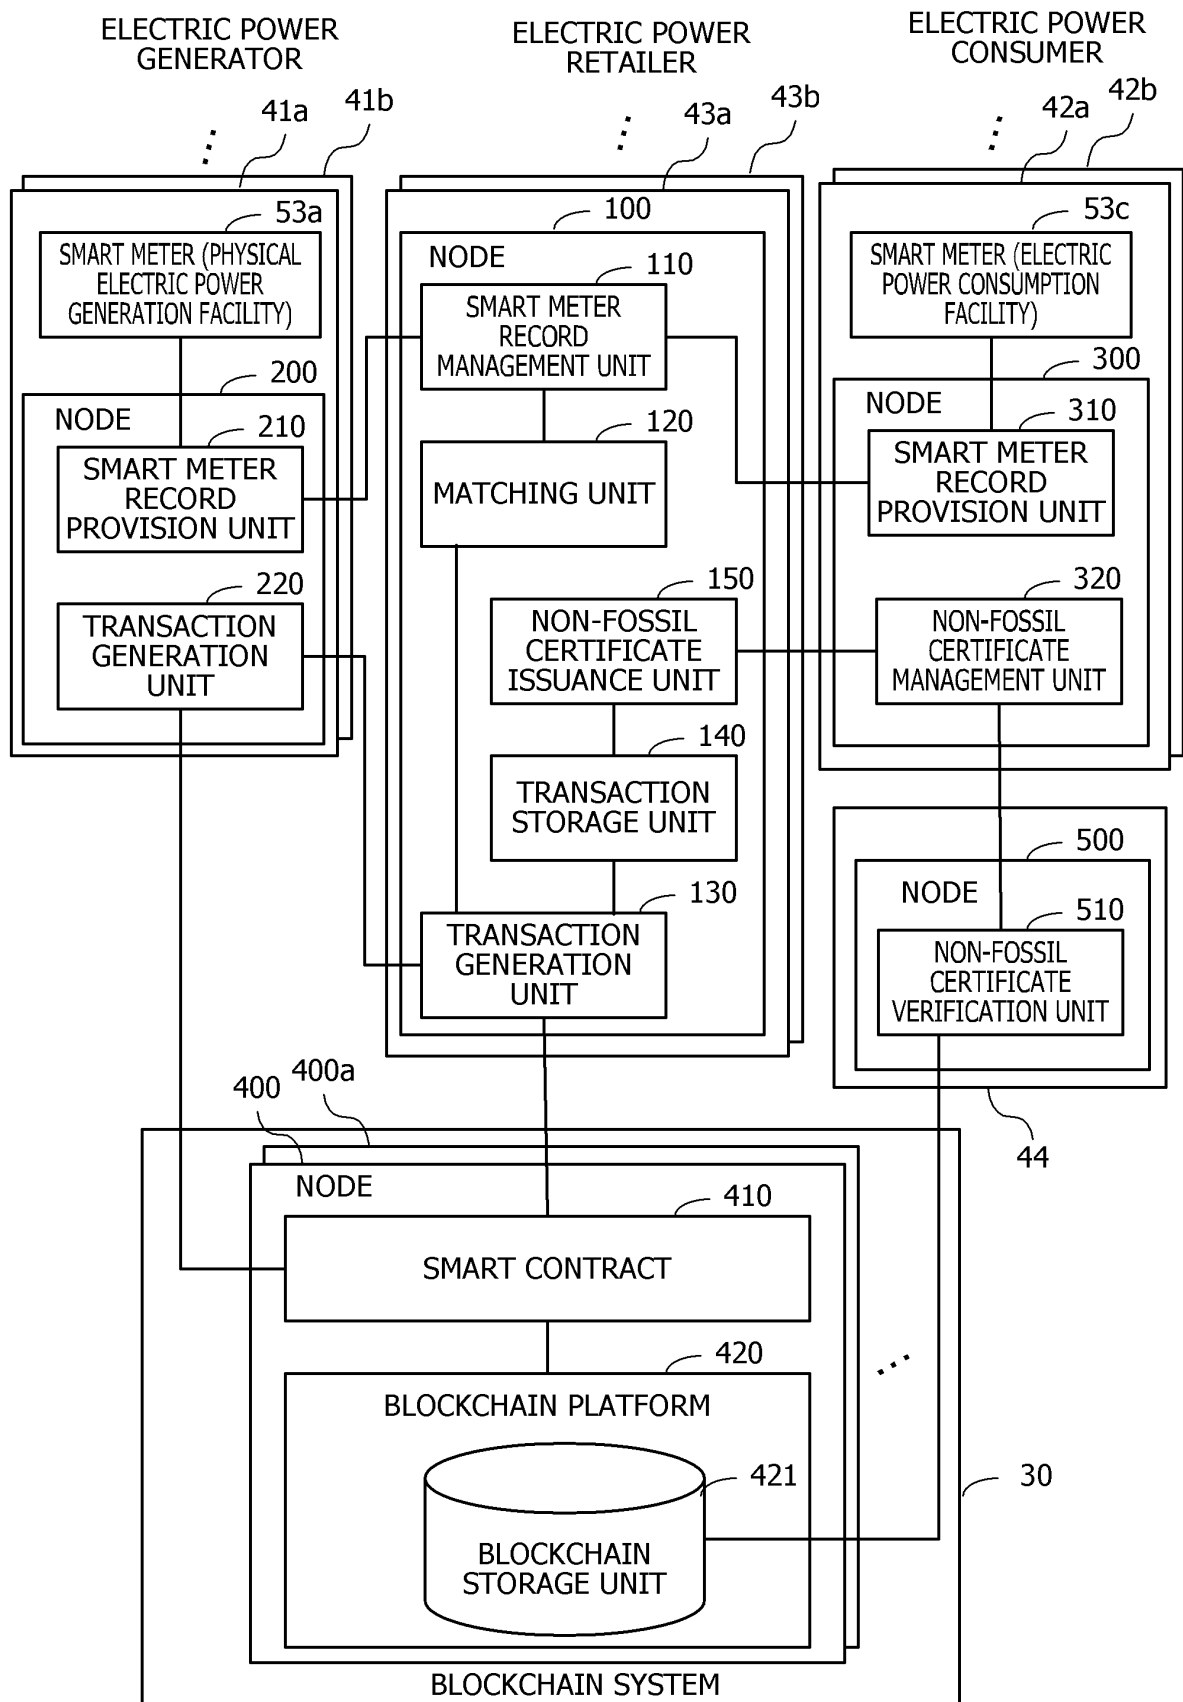 ELECTRIC POWER
GENERATOR
ELECTRIC POWER
RETAILER
ELECTRIC POWER
CONSUMER
41a
41b
43a
43b
42a
42b
53a
SMART METER (PHYSICAL
ELECTRIC POWER
GENERATION FACILITY)
200
NODE
210
SMART METER
RECORD
PROVISION UNIT
220
TRANSACTION
GENERATION
UNIT
100
NODE
110
SMART METER
RECORD
MANAGEMENT UNIT
120
MATCHING UNIT
150
NON-FOSSIL
CERTIFICATE
ISSUANCE UNIT
140
TRANSACTION
STORAGE UNIT
130
TRANSACTION
GENERATION
UNIT
53c
SMART METER (ELECTRIC
POWER CONSUMPTION
FACILITY)
300
NODE
310
SMART METER
RECORD
PROVISION UNIT
320
NON-FOSSIL
CERTIFICATE
MANAGEMENT UNIT
500
NODE
510
NON-FOSSIL
CERTIFICATE
VERIFICATION UNIT
44
400
400a
NODE
410
SMART CONTRACT
420
BLOCKCHAIN PLATFORM
421
BLOCKCHAIN
STORAGE UNIT
30
BLOCKCHAIN SYSTEM